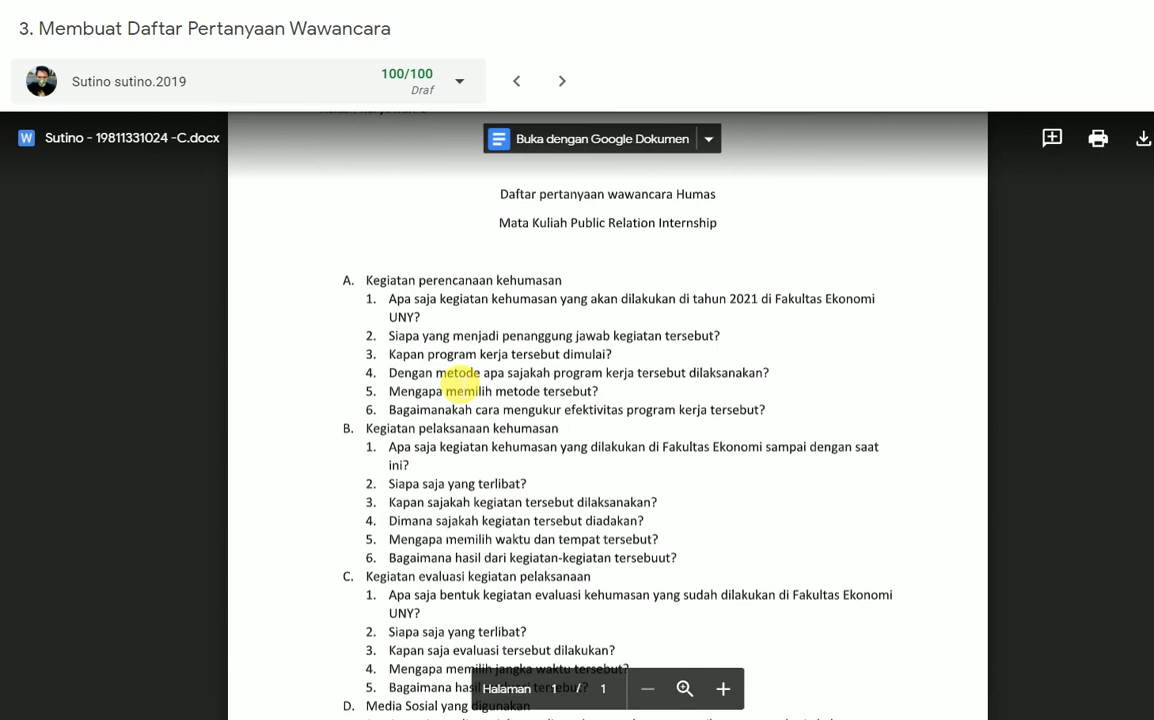 3. Membuat Daftar Pertanyaan Wawancara
Sutino sutino.2019
100/100
Draf
W Sutino - 19811331024 -C.docx
Buka dengan Google Dokumen
Daftar pertanyaan wawancara Humas
Mata Kuliah Public Relation Internship
A. Kegiatan perencanaan kehumasan
1. Apa saja kegiatan kehumasan yang akan dilakukan di tahun 2021 di Fakultas Ekonomi
UNY?
2. Siapa yang menjadi penanggung jawab kegiatan tersebut?
3. Kapan program kerja tersebut dimulai?
4. Dengan metode apa sajakah program kerja tersebut dilaksanakan?
5. Mengapa memilih metode tersebut?
6. Bagaimanakah cara mengukur efektivitas program kerja tersebut?
B. Kegiatan pelaksanaan kehumasan
1. Apa saja kegiatan kehumasan yang dilakukan di Fakultas Ekonomi sampai dengan saat
ini?
2. Siapa saja yang terlibat?
3. Kapan sajakah kegiatan tersebut dilaksanakan?
4. Dimana sajakah kegiatan tersebut diadakan?
5. Mengapa memilih waktu dan tempat tersebut?
6. Bagaimana hasil dari kegiatan-kegiatan tersebuut?
C. Kegiatan evaluasi kegiatan pelaksanaan
1. Apa saja bentuk kegiatan evaluasi kehumasan yang sudah dilakukan di Fakultas Ekonomi
UNY?
2. Siapa saja yang terlibat?
3. Kapan saja evaluasi tersebut dilakukan?
4. Mengapa memilih jangka waktu tersebut?
5. Bagaimana hasil
Halaman 1 / 1
D. Media Sosial yang digunakan